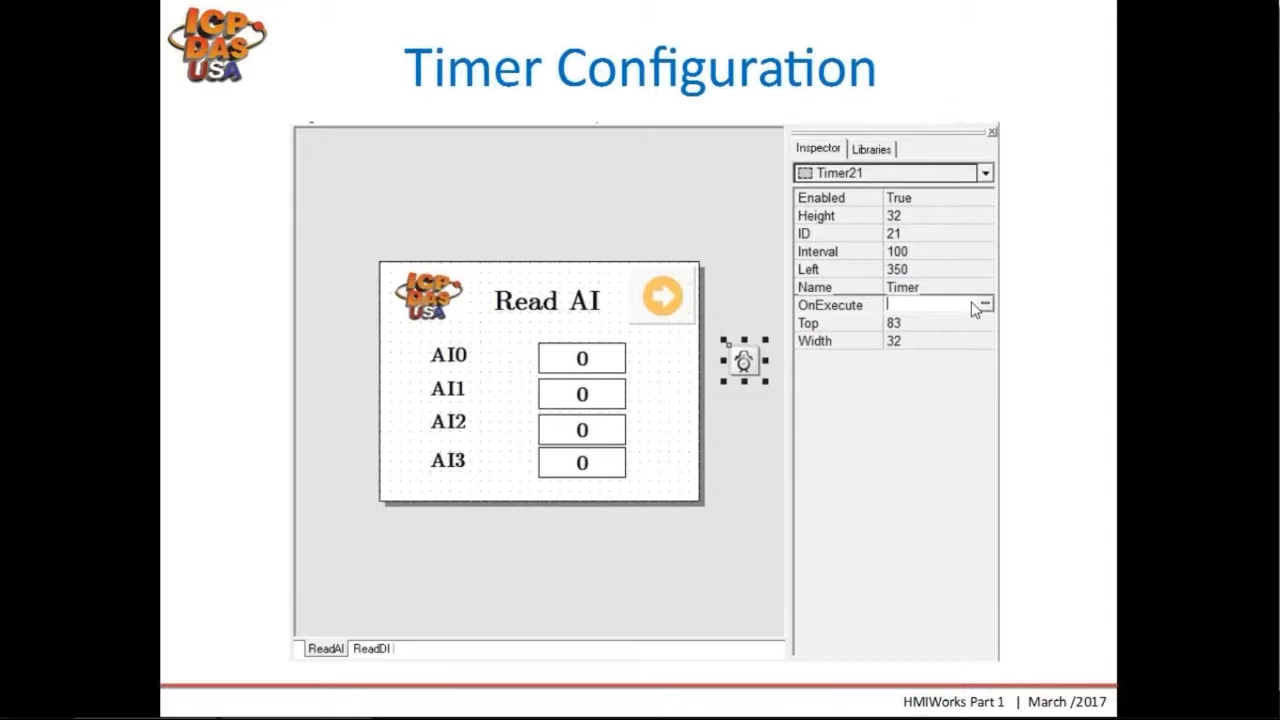 ICP
DAS
USA
Timer Configuration
Inspector Libraries
Timer21
Enabled True
Height 32
ID 21
Interval 100
Left 350
Name Timer
OnExecute ...
Top 83
Width 32
ICP
DAS
USA
Read AI
AI0 0
AI1 0
AI2 0
AI3 0
ReadAI ReadDI
HMIWorks Part 1 | March /2017